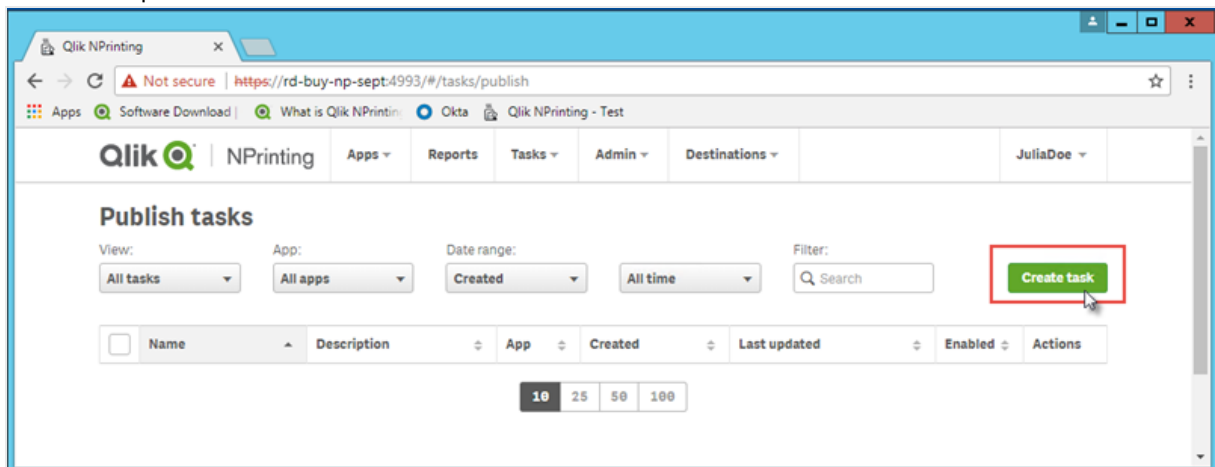 Qlik NPrinting
Not secure | https://rd-buy-np-sept:4993/#/tasks/publish
Apps Software Download | What is Qlik NPrinting Okta Qlik NPrinting - Test
Qlik NPrinting Apps Reports Tasks Admin Destinations JuliaDoe
Publish tasks
View: App: Date range: Filter:
All tasks All apps Created All time Search Create task
Name Description App Created Last updated Enabled Actions
10 25 50 100